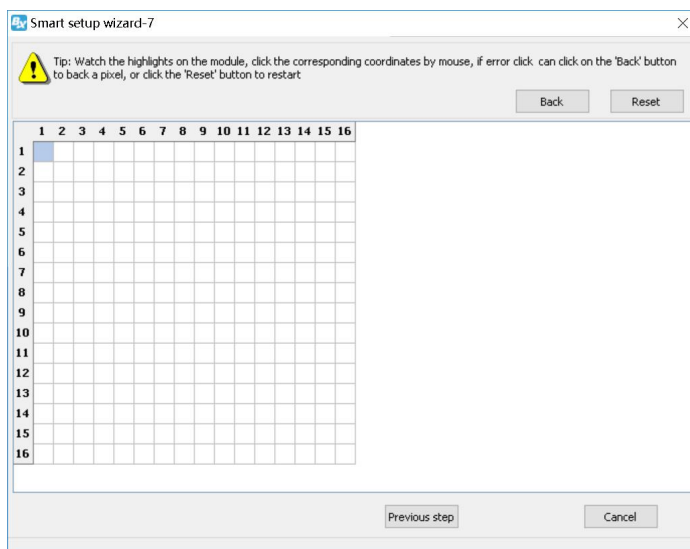 BX Smart setup wizard-7
Tip: Watch the highlights on the module, click the corresponding coordinates by mouse, if error click can click on the 'Back' button
to back a pixel, or click the 'Reset' button to restart
Back Reset
1 2 3 4 5 6 7 8 9 10 11 12 13 14 15 16
1
2
3
4
5
6
7
8
9
10
11
12
13
14
15
16
Previous step Cancel